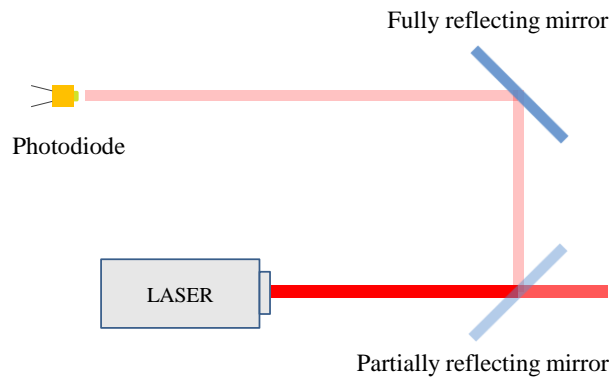 Fully reflecting mirror
Photodiode
LASER
Partially reflecting mirror